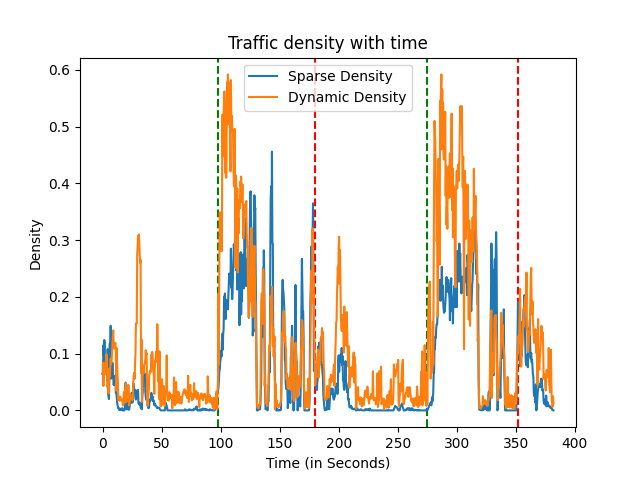 Traffic density with time
Sparse Density
Dynamic Density
Density
0.6
0.5
0.4
0.3
0.2
0.1
0.0
0 50 100 150 200 250 300 350 400
Time (in Seconds)